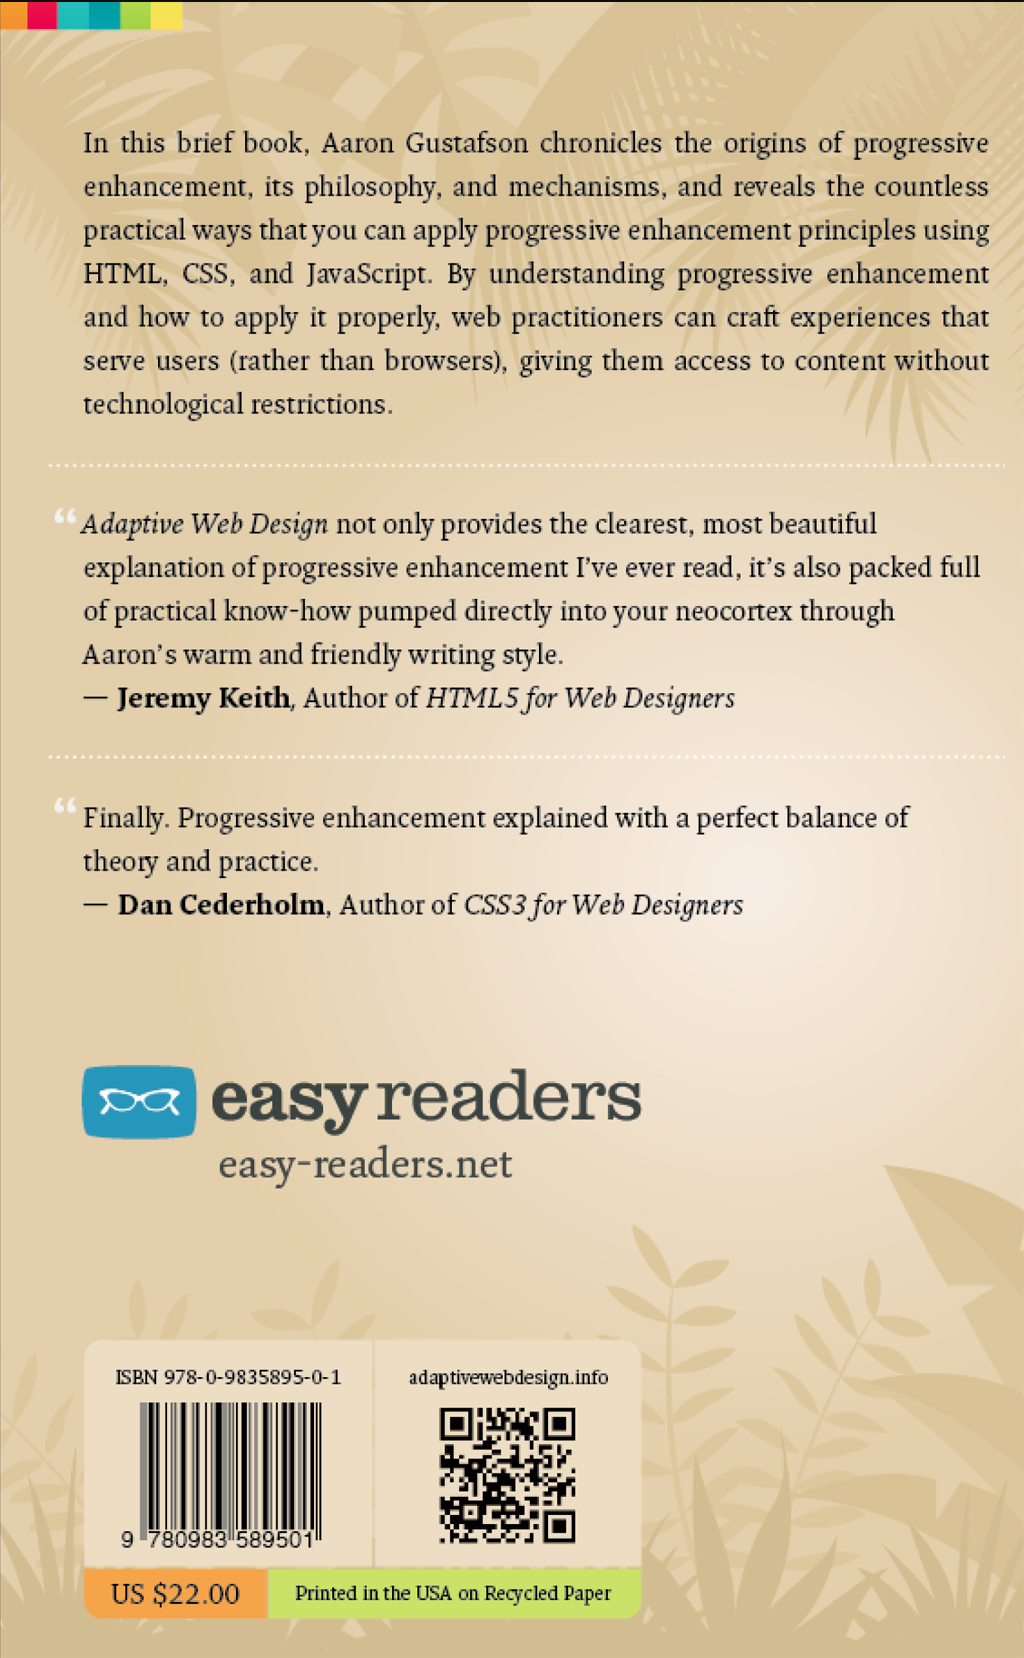 In this brief book, Aaron Gustafson chronicles the origins of progressive
enhancement, its philosophy, and mechanisms, and reveals the countless
practical ways that you can apply progressive enhancement principles using
HTML, CSS, and JavaScript. By understanding progressive enhancement
and how to apply it properly, web practitioners can craft experiences that
serve users (rather than browsers), giving them access to content without
technological restrictions.
“Adaptive Web Design not only provides the clearest, most beautiful
explanation of progressive enhancement I’ve ever read, it’s also packed full
of practical know-how pumped directly into your neocortex through
Aaron’s warm and friendly writing style.
— Jeremy Keith, Author of HTML5 for Web Designers
“Finally. Progressive enhancement explained with a perfect balance of
theory and practice.
— Dan Cederholm, Author of CSS3 for Web Designers
easy readers
easy-readers.net
ISBN 978-0-9835895-0-1
9 780983 589501
adaptivewebdesign.info
US $22.00
Printed in the USA on Recycled Paper